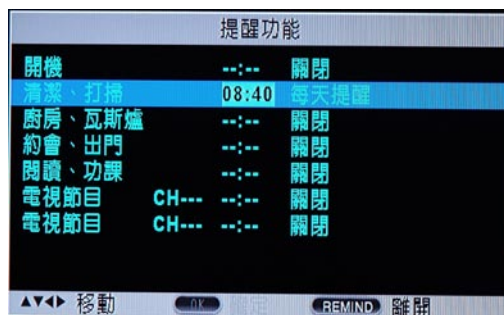 提醒功能
開機 --:-- 關閉
清潔、打掃 08:40 每天提醒
廚房、瓦斯爐 --:-- 關閉
約會、出門 --:-- 關閉
閱讀、功課 --:-- 關閉
電視節目 CH--- --:-- 關閉
電視節目 CH--- --:-- 關閉
▲▼◀▶ 移動 OK 確定 REMIND 離開